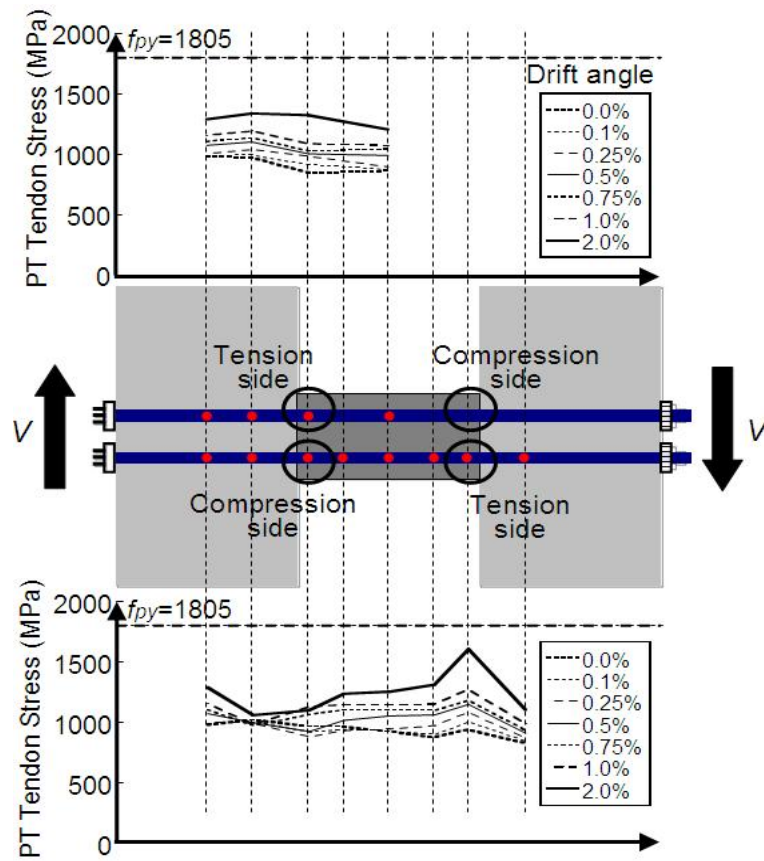 PT Tendon Stress (MPa)
2000
1500
1000
500
0
fpy=1805
Drift angle
0.0%
0.1%
0.25%
0.5%
0.75%
1.0%
2.0%
Tension
side
Compression
side
V
V
Compression
side
Tension
side
PT Tendon Stress (MPa)
2000
1500
1000
500
0
fpy=1805
0.0%
0.1%
0.25%
0.5%
0.75%
1.0%
2.0%